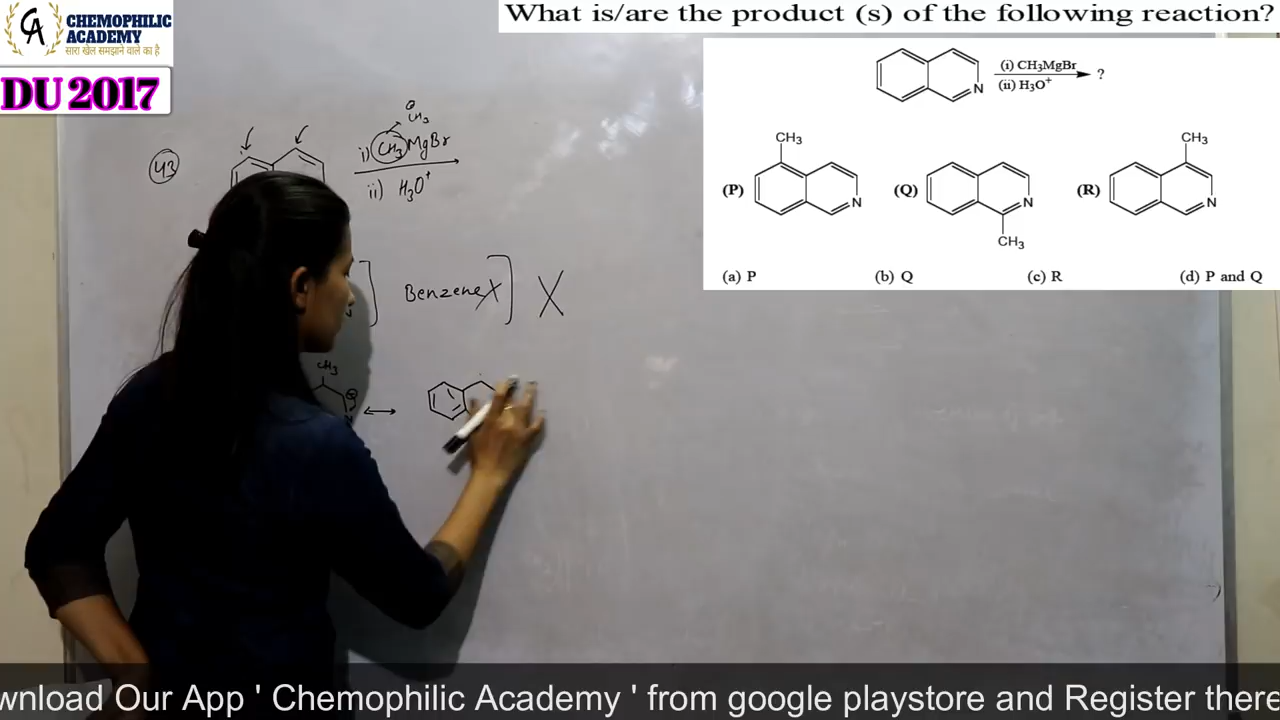 CHEMOPHILIC
ACADEMY
CA
सारा खेल समझाने वाले का है
DU 2017
What is/are the product (s) of the following reaction?
(i) CH₃MgBr
(ii) H₃O⁺
?
N
CH₃
CH₃
(P)
N
(Q)
N
(R)
N
CH₃
(a) P
(b) Q
(c) R
(d) P and Q
43
⊖
CH₃
i) CH₃MgBr
ii) H₃O⁺
] Benzene X ] X
CH₃
⊖
N
↔
wnload Our App ' Chemophilic Academy ' from google playstore and Register there